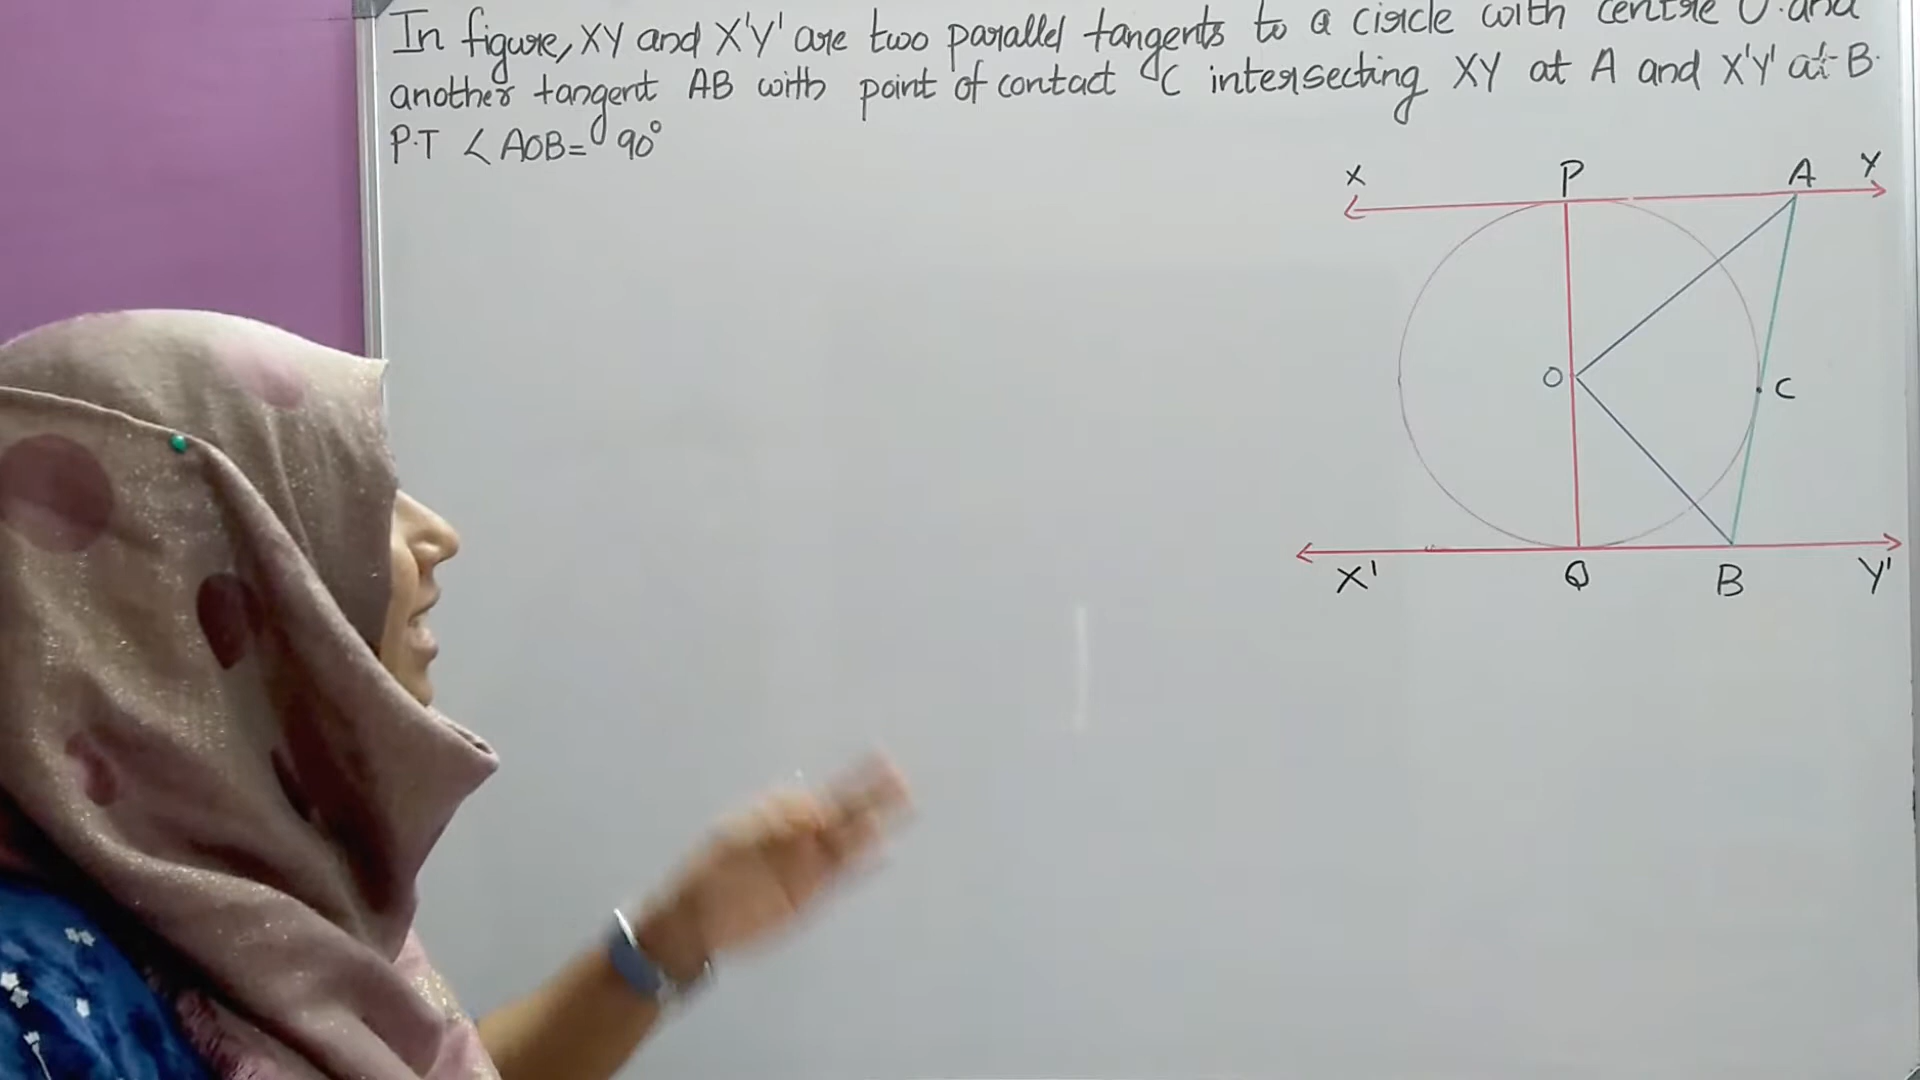 In figure, XY and X'Y' are two parallel tangents to a circle with centre O. and
another tangent AB with point of contact C intersecting XY at A and X'Y' at B.
P.T ∠AOB= 90°
X P A Y
O C
X' Q B Y'